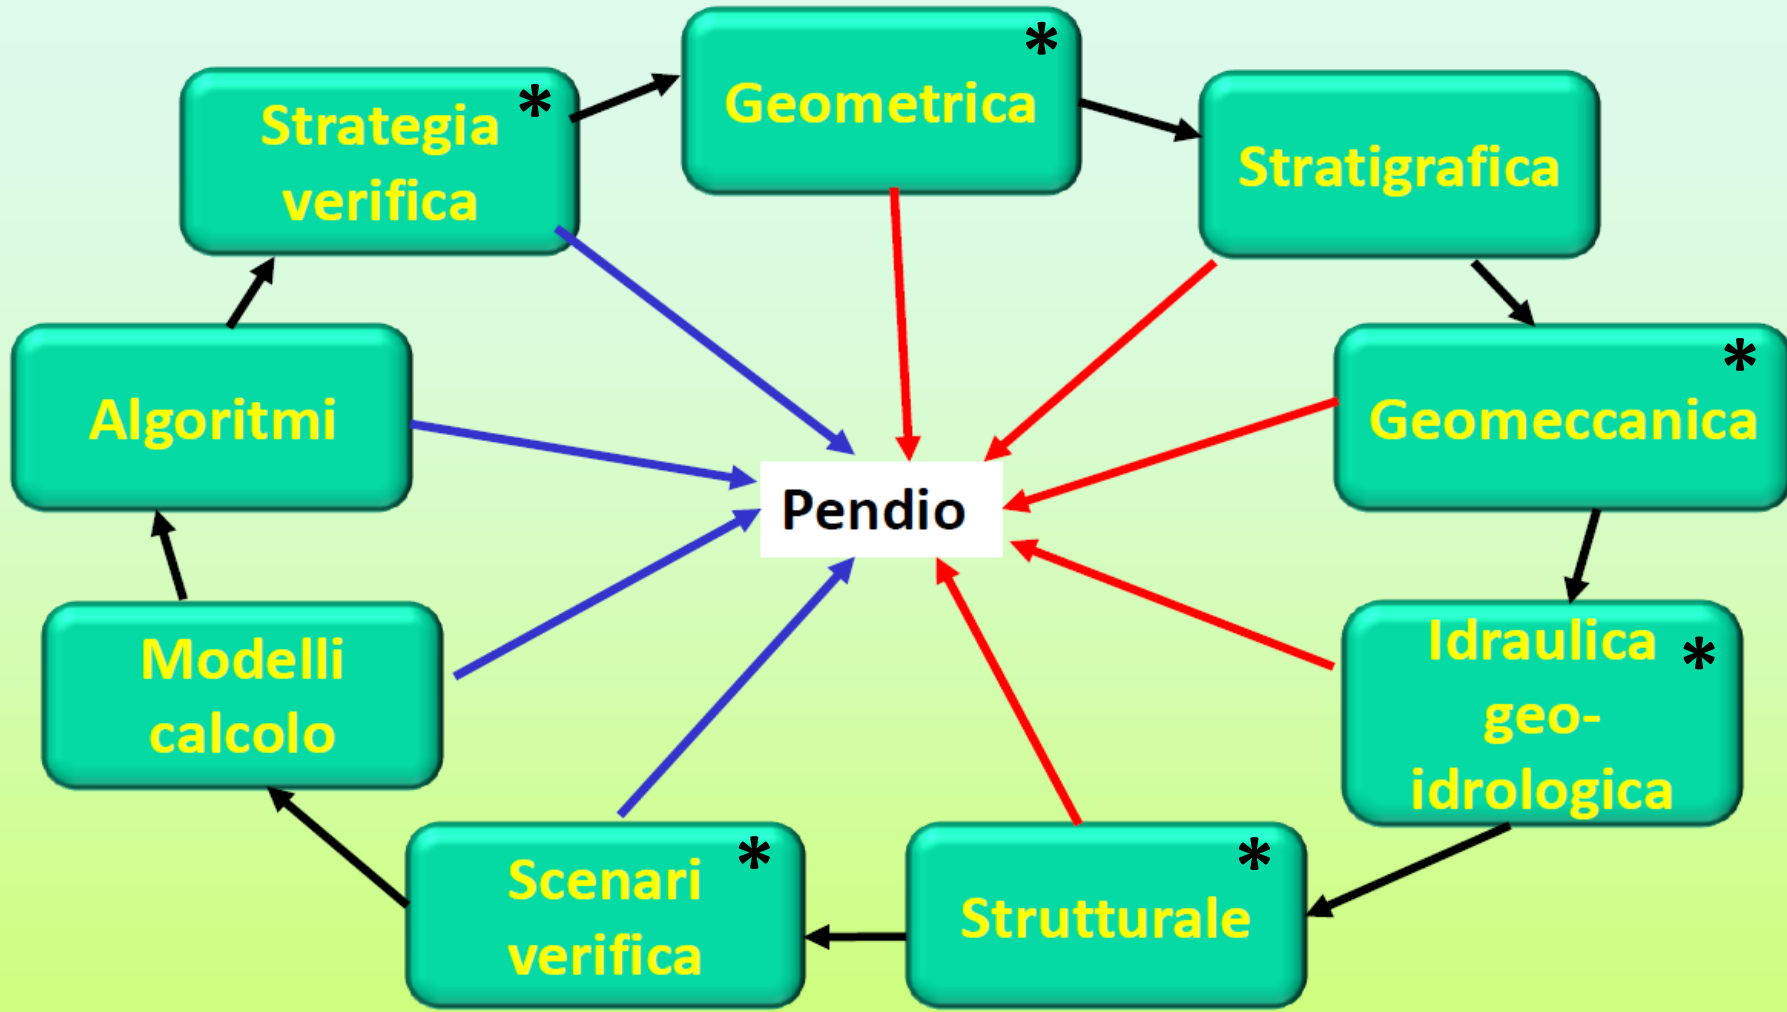 Geometrica *
Stratigrafica
Geomeccanica *
Idraulica *
geo-
idrologica
Strutturale *
Scenari *
verifica
Modelli
calcolo
Algoritmi
Strategia *
verifica
Pendio